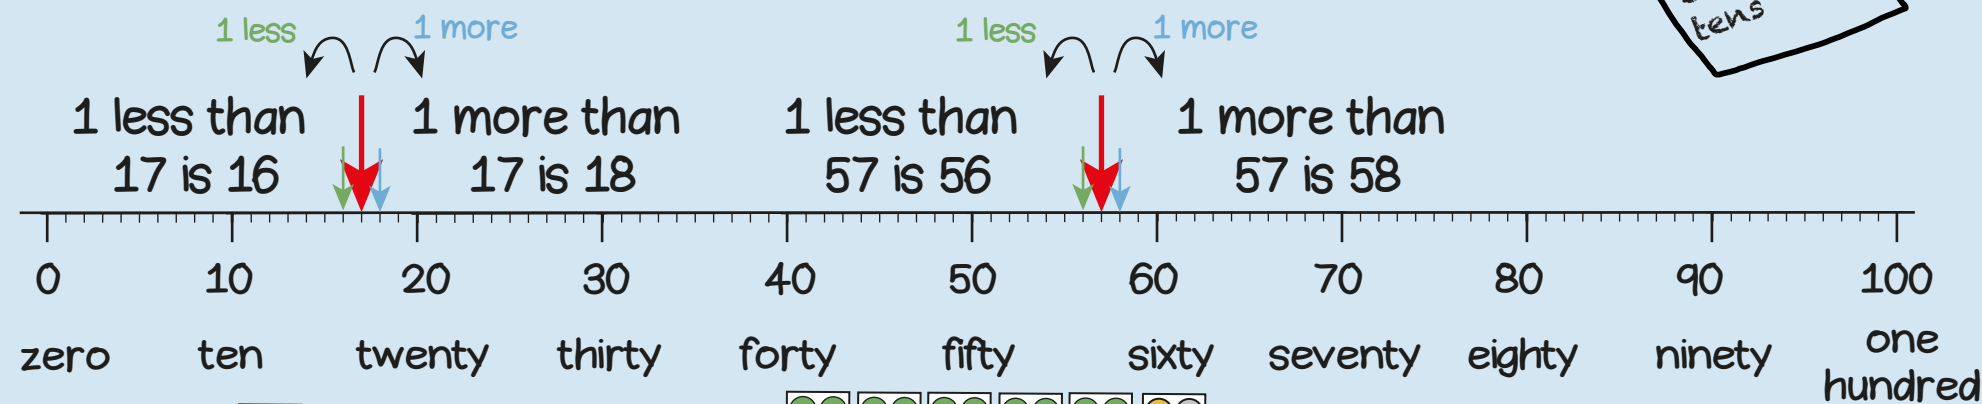 tens
1 less 1 more 1 less 1 more
1 less than 1 more than 1 less than 1 more than
17 is 16 17 is 18 57 is 56 57 is 58
0 10 20 30 40 50 60 70 80 90 100
zero ten twenty thirty forty fifty sixty seventy eighty ninety one
hundred